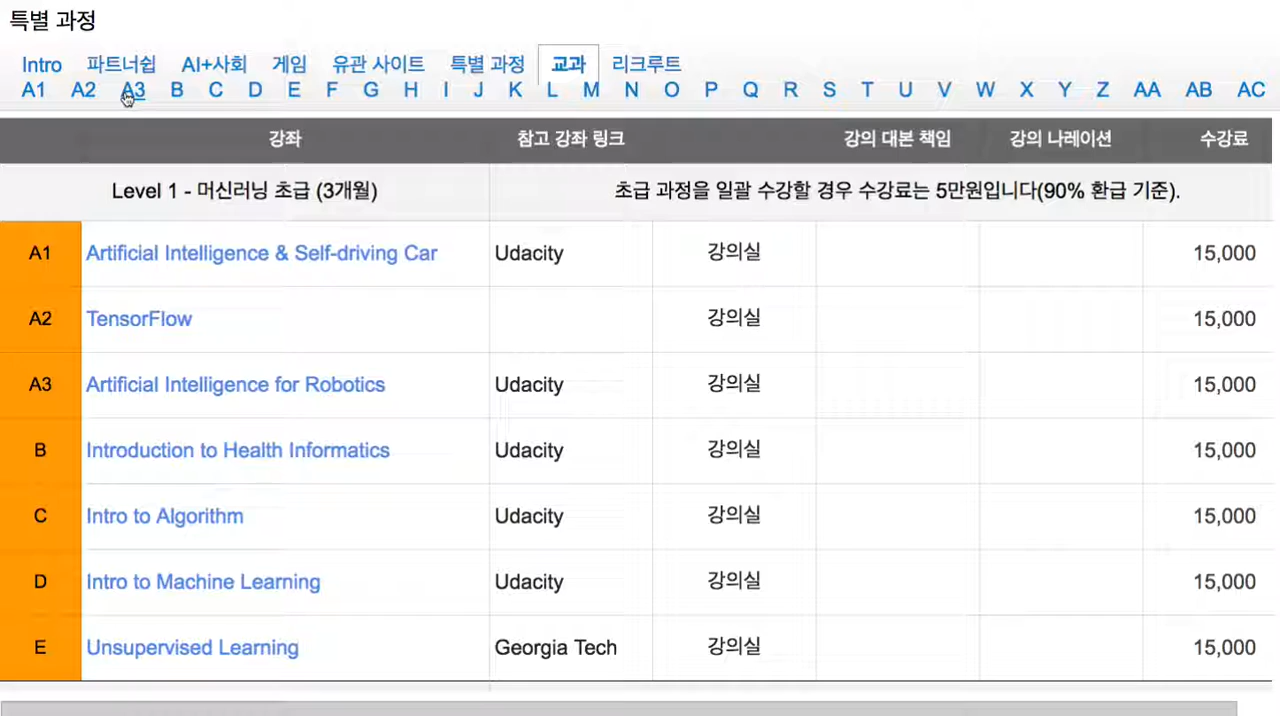 특별 과정
Intro 파트너쉽 AI+사회 게임 유관 사이트 특별 과정 교과 리크루트
A1 A2 A3 B C D E F G H I J K L M N O P Q R S T U V W X Y Z AA AB AC
강좌 참고 강좌 링크 강의 대본 책임 강의 나레이션 수강료
Level 1 - 머신러닝 초급 (3개월) 초급 과정을 일괄 수강할 경우 수강료는 5만원입니다(90% 환급 기준).
A1 Artificial Intelligence & Self-driving Car Udacity 강의실 15,000
A2 TensorFlow 강의실 15,000
A3 Artificial Intelligence for Robotics Udacity 강의실 15,000
B Introduction to Health Informatics Udacity 강의실 15,000
C Intro to Algorithm Udacity 강의실 15,000
D Intro to Machine Learning Udacity 강의실 15,000
E Unsupervised Learning Georgia Tech 강의실 15,000